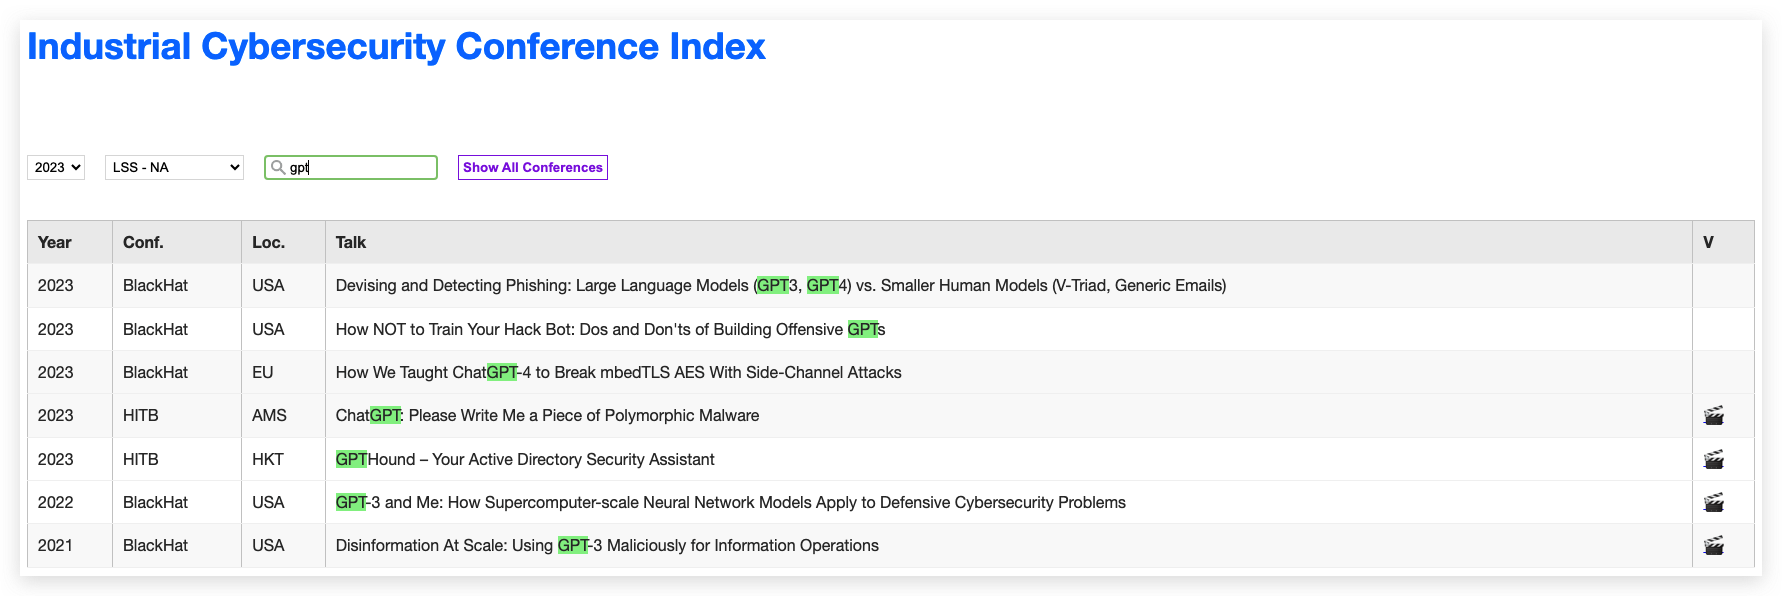 Industrial Cybersecurity Conference Index
2023 LSS - NA gpt Show All Conferences
Year Conf. Loc. Talk V
2023 BlackHat USA Devising and Detecting Phishing: Large Language Models (GPT3, GPT4) vs. Smaller Human Models (V-Triad, Generic Emails)
2023 BlackHat USA How NOT to Train Your Hack Bot: Dos and Don'ts of Building Offensive GPTs
2023 BlackHat EU How We Taught ChatGPT-4 to Break mbedTLS AES With Side-Channel Attacks
2023 HITB AMS ChatGPT: Please Write Me a Piece of Polymorphic Malware
2023 HITB HKT GPTHound – Your Active Directory Security Assistant
2022 BlackHat USA GPT-3 and Me: How Supercomputer-scale Neural Network Models Apply to Defensive Cybersecurity Problems
2021 BlackHat USA Disinformation At Scale: Using GPT-3 Maliciously for Information Operations